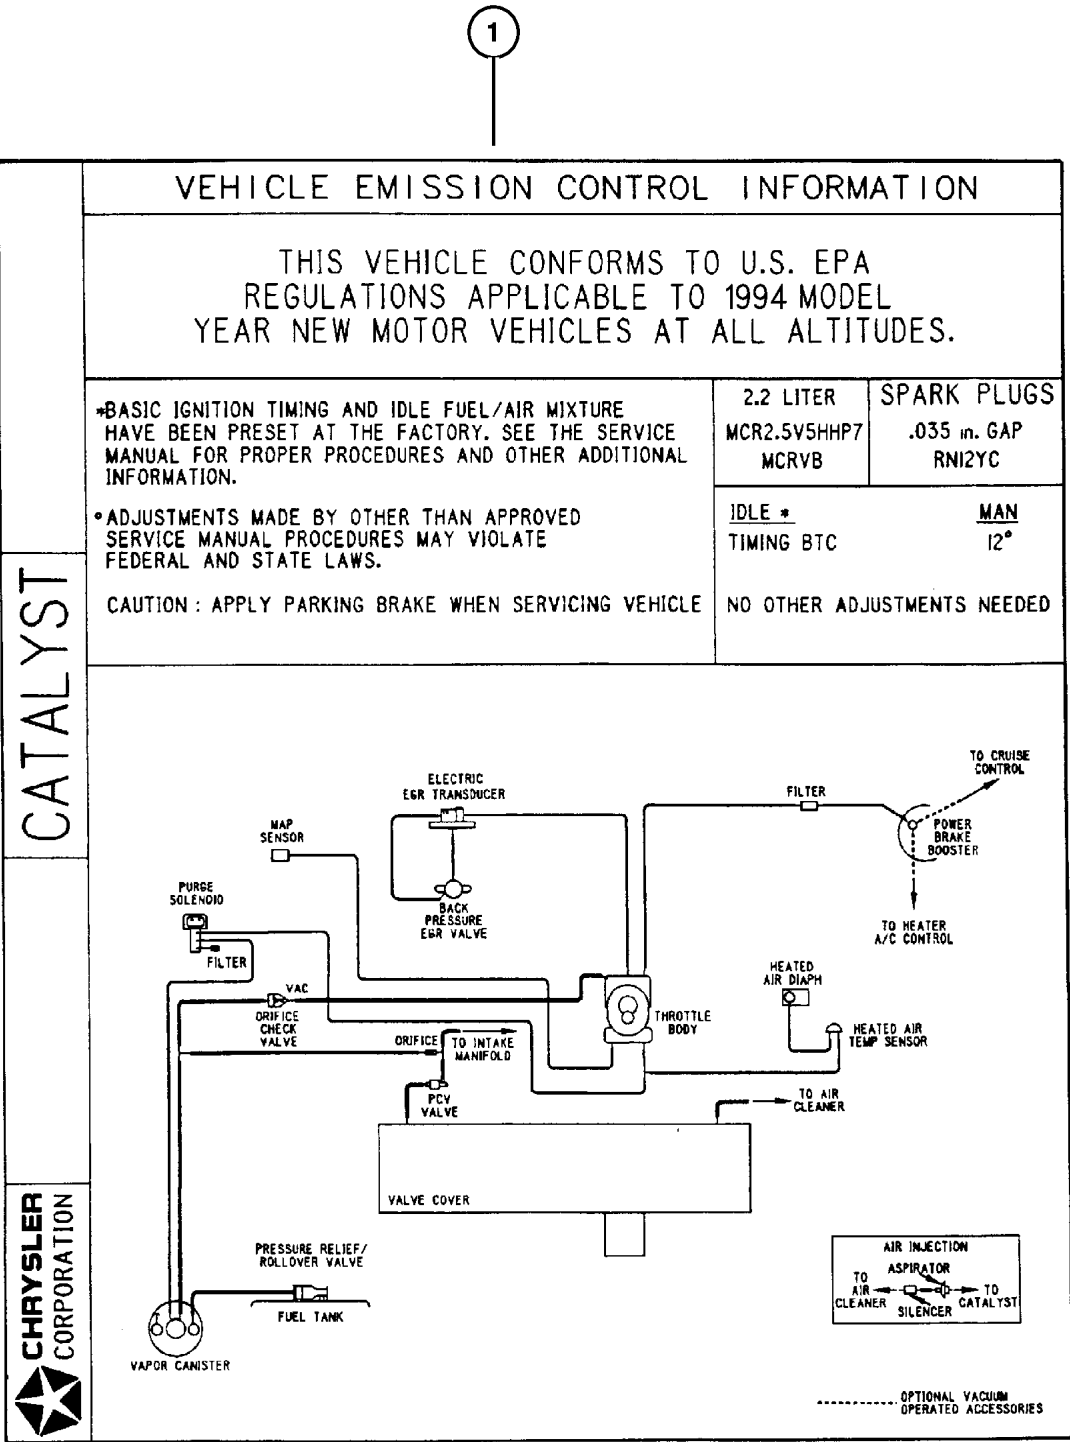 1
VEHICLE EMISSION CONTROL INFORMATION
THIS VEHICLE CONFORMS TO U.S. EPA
REGULATIONS APPLICABLE TO 1994 MODEL
YEAR NEW MOTOR VEHICLES AT ALL ALTITUDES.
*BASIC IGNITION TIMING AND IDLE FUEL/AIR MIXTURE
HAVE BEEN PRESET AT THE FACTORY. SEE THE SERVICE
MANUAL FOR PROPER PROCEDURES AND OTHER ADDITIONAL
INFORMATION.
•ADJUSTMENTS MADE BY OTHER THAN APPROVED
SERVICE MANUAL PROCEDURES MAY VIOLATE
FEDERAL AND STATE LAWS.
CAUTION : APPLY PARKING BRAKE WHEN SERVICING VEHICLE
2.2 LITER
MCR2.5V5HHP7
MCRVB
SPARK PLUGS
.035 in. GAP
RN12YC
IDLE * MAN
TIMING BTC 12°
NO OTHER ADJUSTMENTS NEEDED
CATALYST
CHRYSLER
CORPORATION
TO CRUISE
CONTROL
ELECTRIC
EGR TRANSDUCER
FILTER
MAP
SENSOR
POWER
BRAKE
BOOSTER
PURGE
SOLENOID
BACK
PRESSURE
EGR VALVE
TO HEATER
A/C CONTROL
FILTER
HEATED
AIR DIAPH
VAC
ORIFICE
CHECK
VALVE
THROTTLE
BODY
ORIFICE
TO INTAKE
MANIFOLD
HEATED AIR
TEMP SENSOR
PCV
VALVE
TO AIR
CLEANER
VALVE COVER
PRESSURE RELIEF/
ROLLOVER VALVE
FUEL TANK
VAPOR CANISTER
AIR INJECTION
ASPIRATOR
TO
AIR
CLEANER
SILENCER
TO
CATALYST
OPTIONAL VACUUM
OPERATED ACCESSORIES